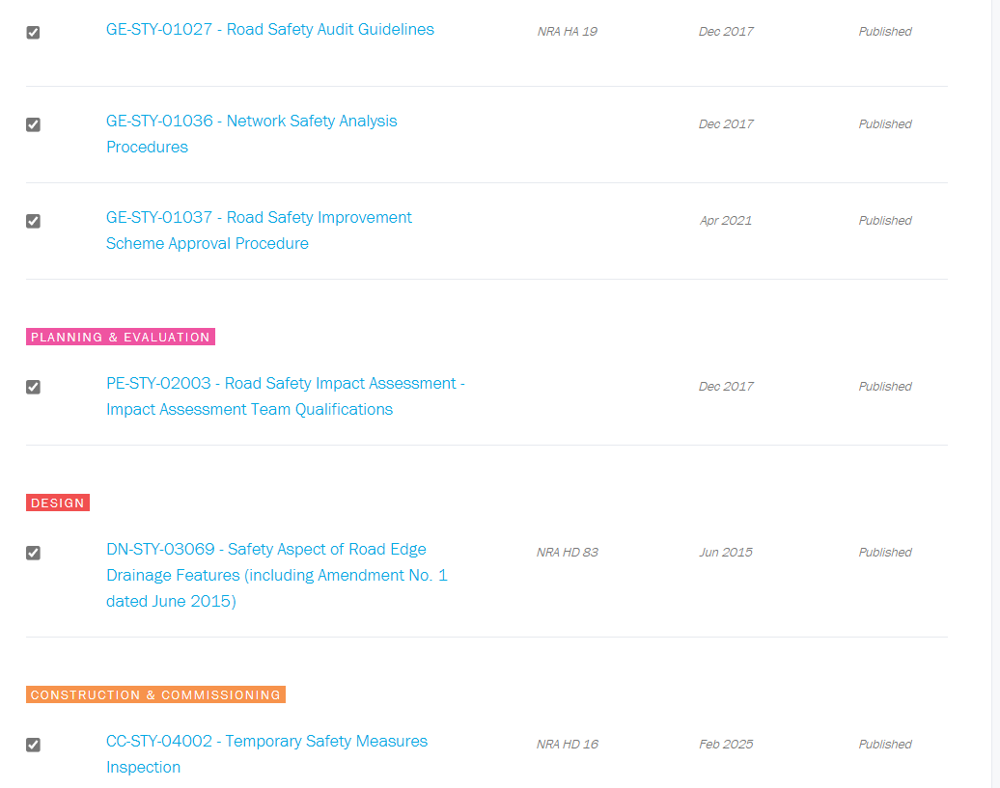 GE-STY-01027 - Road Safety Audit Guidelines NRA HA 19 Dec 2017 Published
GE-STY-01036 - Network Safety Analysis Dec 2017 Published
Procedures
GE-STY-01037 - Road Safety Improvement Apr 2021 Published
Scheme Approval Procedure
PLANNING & EVALUATION
PE-STY-02003 - Road Safety Impact Assessment - Dec 2017 Published
Impact Assessment Team Qualifications
DESIGN
DN-STY-03069 - Safety Aspect of Road Edge NRA HD 83 Jun 2015 Published
Drainage Features (including Amendment No. 1
dated June 2015)
CONSTRUCTION & COMMISSIONING
CC-STY-04002 - Temporary Safety Measures NRA HD 16 Feb 2025 Published
Inspection